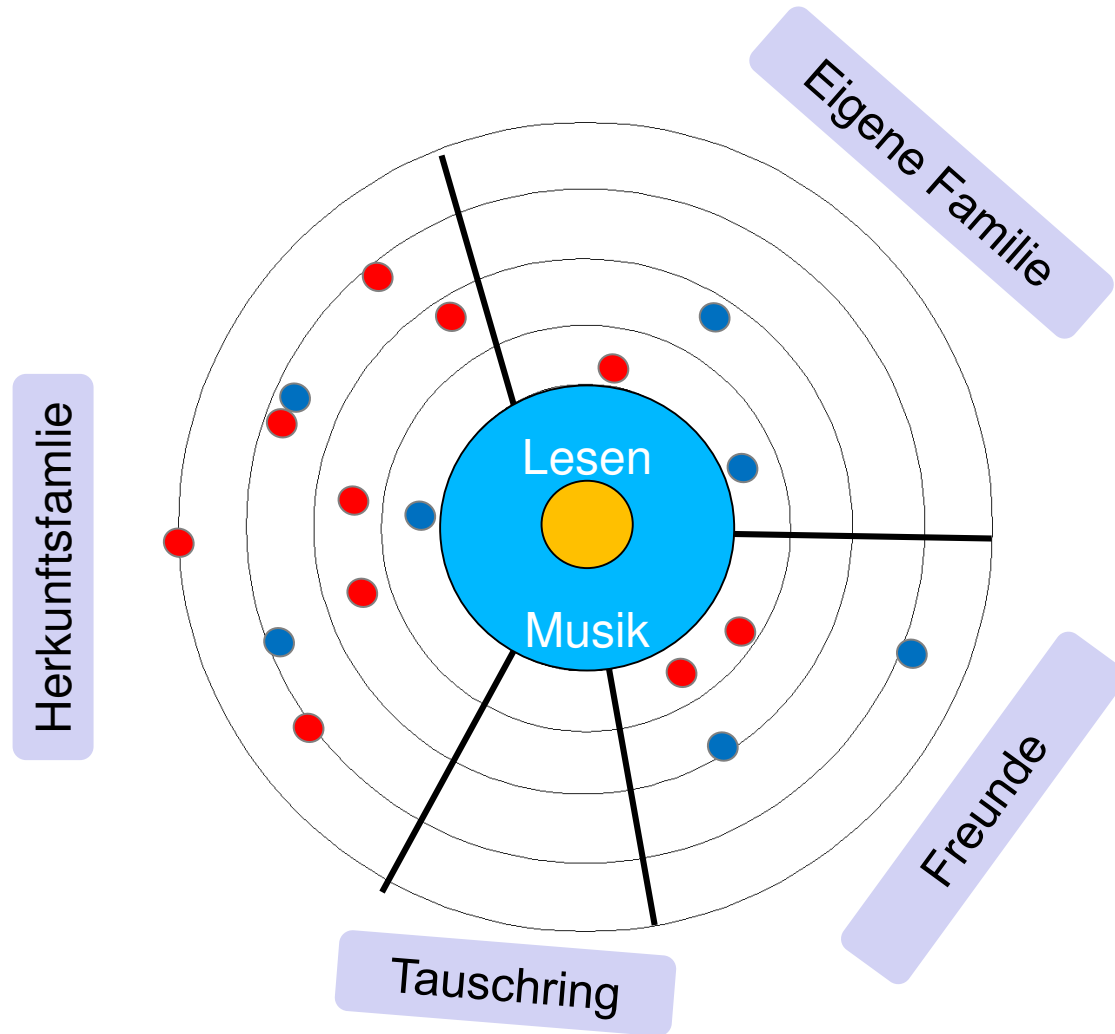 Eigene Familie
Herkunftsfamlie
Lesen
Musik
Freunde
Tauschring